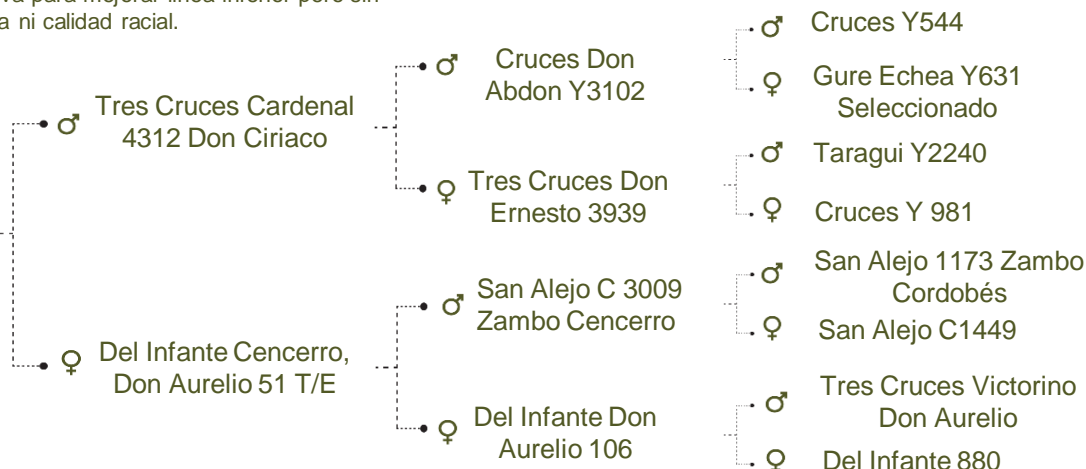 a ni calidad racial.
Tres Cruces Cardenal
4312 Don Ciriaco
Del Infante Cencerro,
Don Aurelio 51 T/E
Cruces Don
Abdon Y3102
Tres Cruces Don
Ernesto 3939
San Alejo C 3009
Zambo Cencerro
Del Infante Don
Aurelio 106
Cruces Y544
Gure Echea Y631
Seleccionado
Taragui Y2240
Cruces Y 981
San Alejo 1173 Zambo
Cordobés
San Alejo C1449
Tres Cruces Victorino
Don Aurelio
Del Infante 880